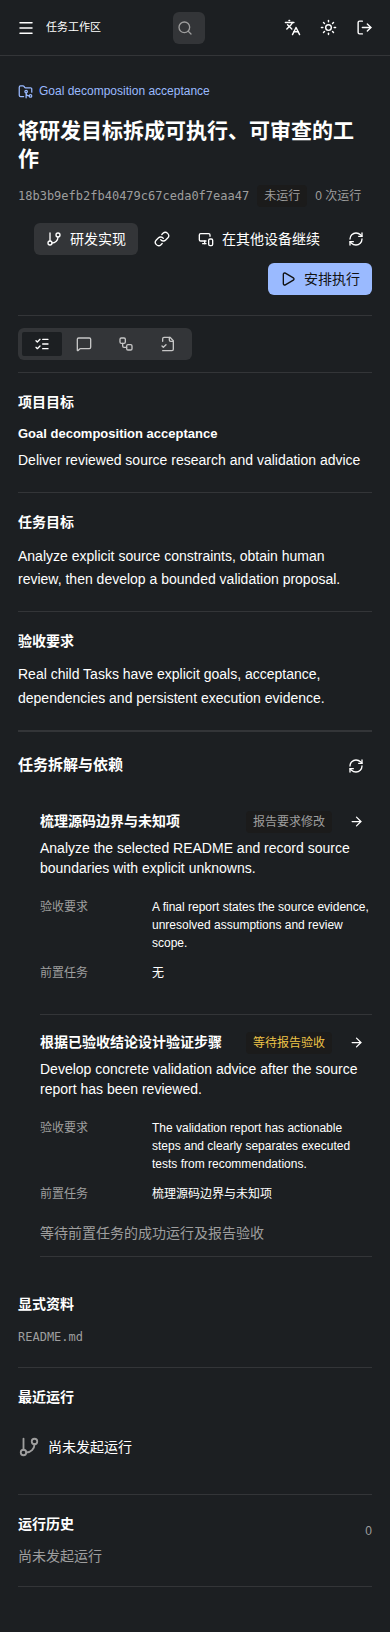 任务工作区
Goal decomposition acceptance
将研发目标拆成可执行、可审查的工
作
18b3b9efb2fb40479c67ceda0f7eaa47 未运行 0 次运行
研发实现 在其他设备继续
安排执行
项目目标
Goal decomposition acceptance
Deliver reviewed source research and validation advice
任务目标
Analyze explicit source constraints, obtain human
review, then develop a bounded validation proposal.
验收要求
Real child Tasks have explicit goals, acceptance,
dependencies and persistent execution evidence.
任务拆解与依赖
梳理源码边界与未知项 报告要求修改
Analyze the selected README and record source
boundaries with explicit unknowns.
验收要求 A final report states the source evidence,
unresolved assumptions and review
scope.
前置任务 无
根据已验收结论设计验证步骤 等待报告验收
Develop concrete validation advice after the source
report has been reviewed.
验收要求 The validation report has actionable
steps and clearly separates executed
tests from recommendations.
前置任务 梳理源码边界与未知项
等待前置任务的成功运行及报告验收
显式资料
README.md
最近运行
尚未发起运行
运行历史 0
尚未发起运行